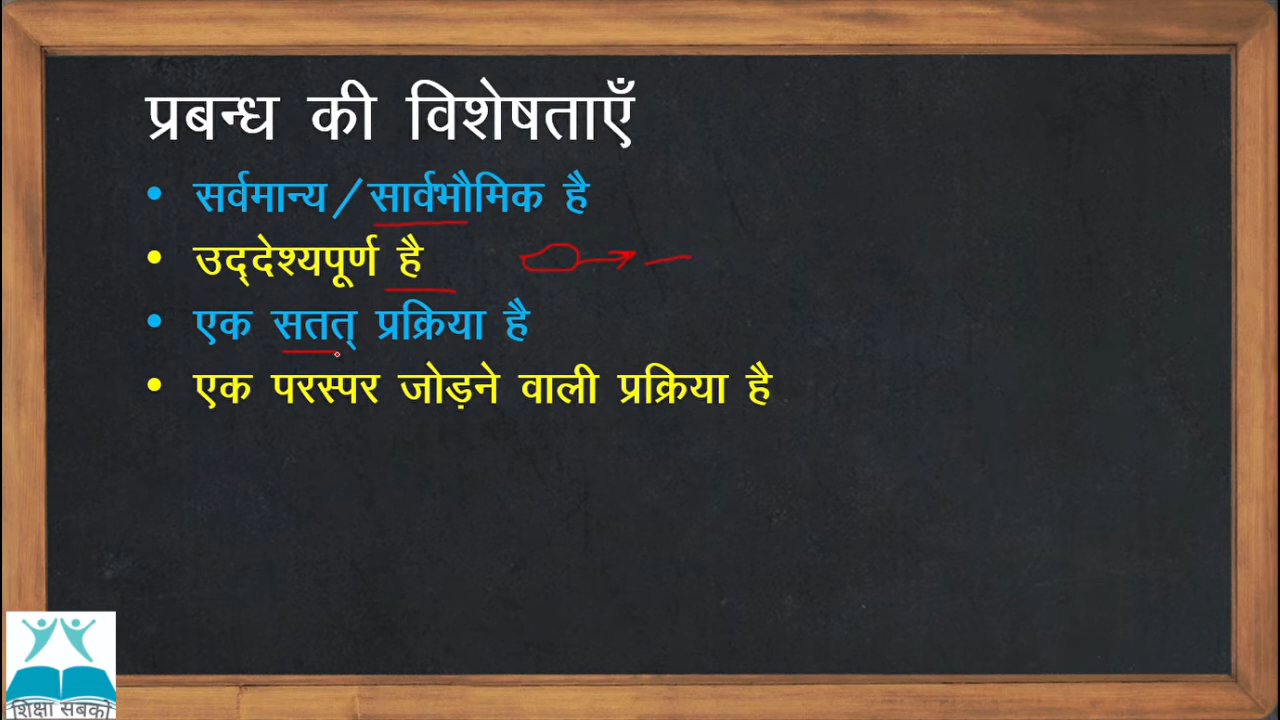 प्रबन्ध की विशेषताएँ
• सर्वमान्य/सार्वभौमिक है
• उद्देश्यपूर्ण है
• एक सतत् प्रक्रिया है
• एक परस्पर जोड़ने वाली प्रक्रिया है
शिक्षा सबको